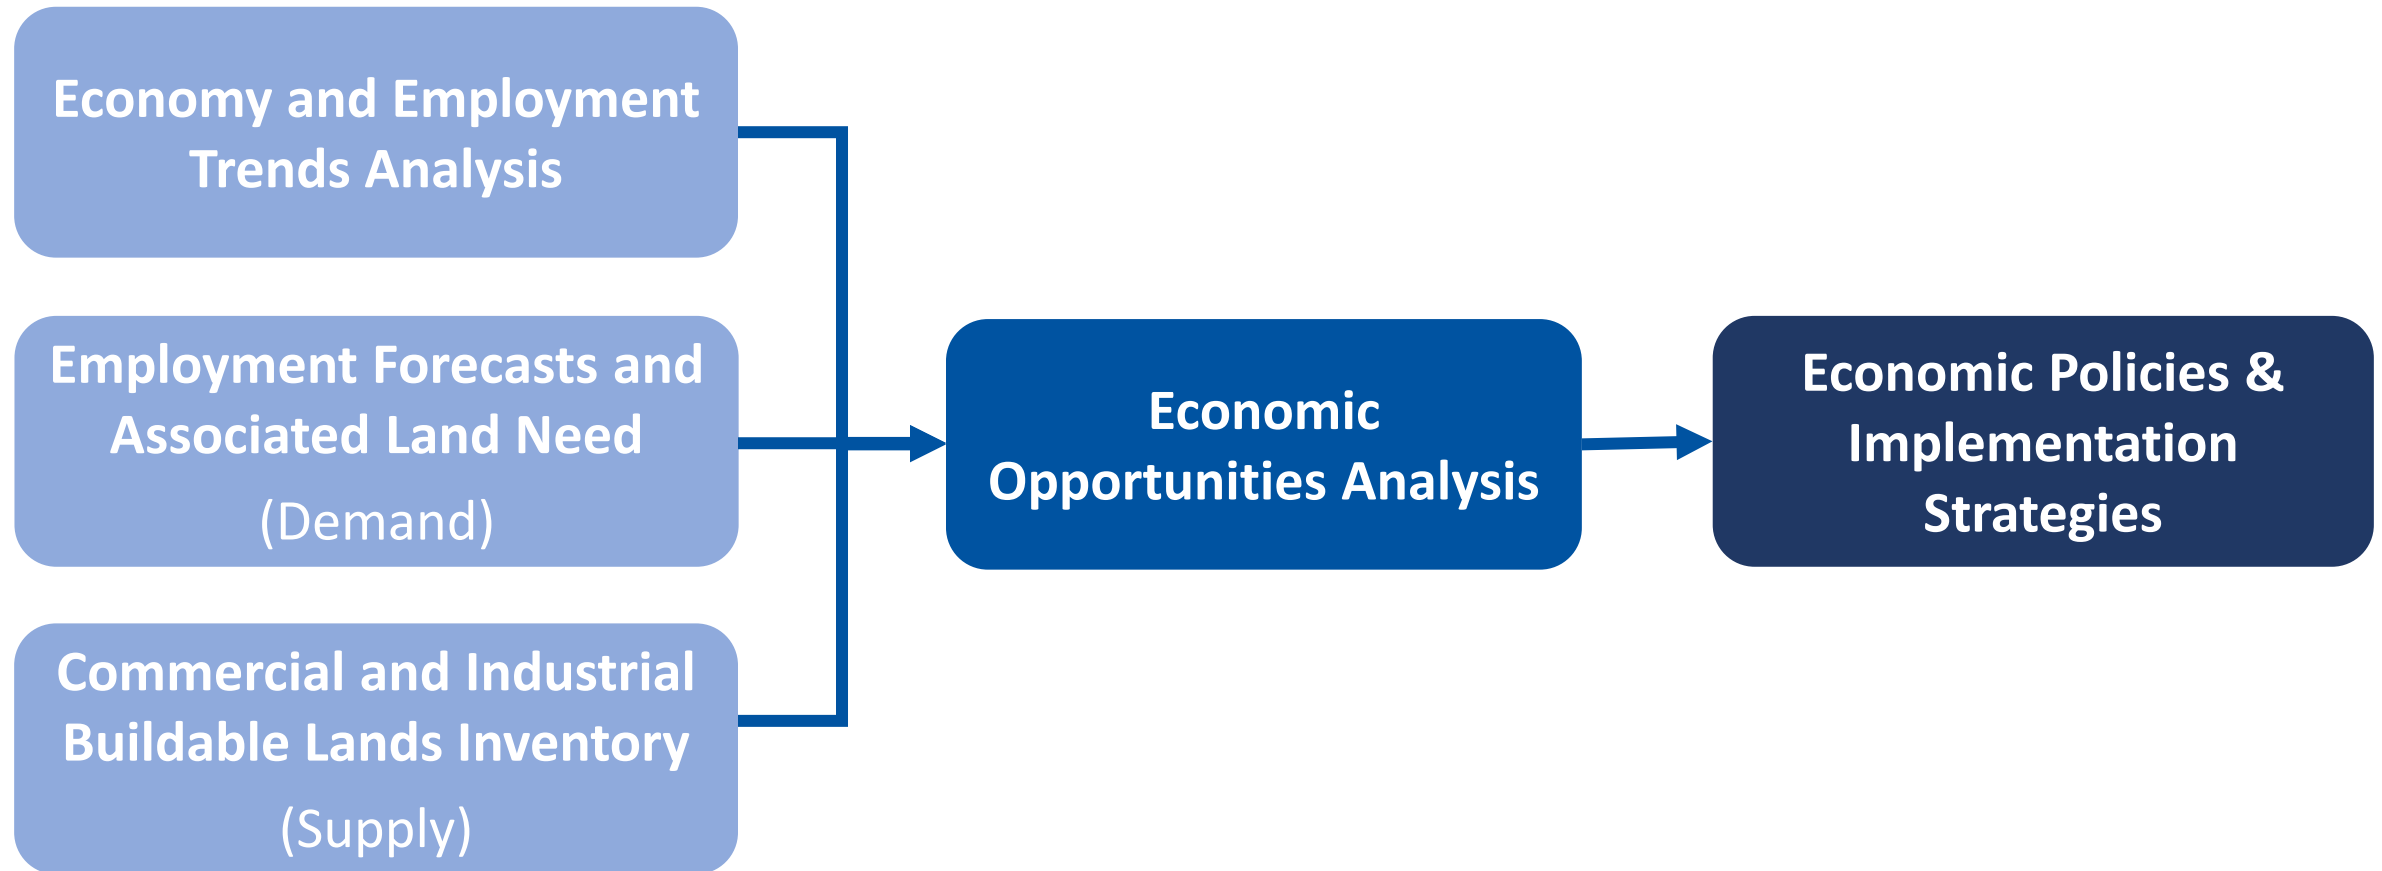 Economy and Employment
Trends Analysis
Employment Forecasts and
Associated Land Need
(Demand)
Commercial and Industrial
Buildable Lands Inventory
(Supply)
Economic
Opportunities Analysis
Economic Policies &
Implementation
Strategies